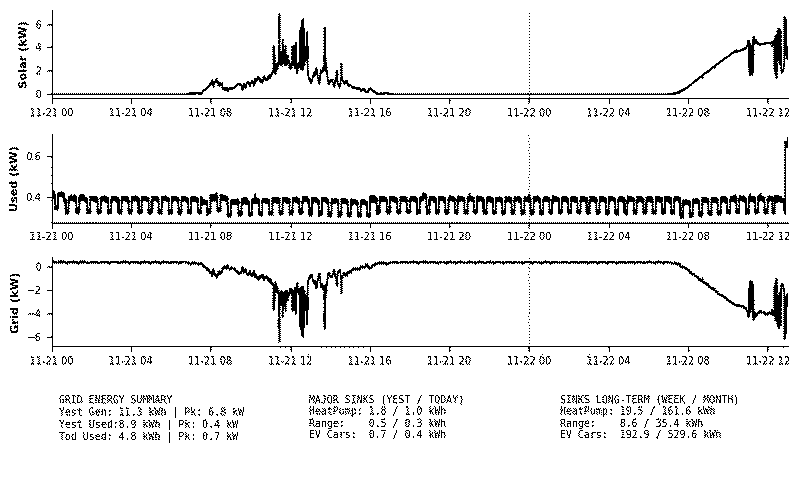 Solar (kW)
6
4
2
0
11-21 00 11-21 04 11-21 08 11-21 12 11-21 16 11-21 20 11-22 00 11-22 04 11-22 08 11-22 12
Used (kW)
0.6
0.4
11-21 00 11-21 04 11-21 08 11-21 12 11-21 16 11-21 20 11-22 00 11-22 04 11-22 08 11-22 12
Grid (kW)
0
−2
−4
−6
11-21 00 11-21 04 11-21 08 11-21 12 11-21 16 11-21 20 11-22 00 11-22 04 11-22 08 11-22 12
GRID ENERGY SUMMARY
Yest Gen: 11.3 kWh | Pk: 6.8 kW
Yest Used:8.9 kWh | Pk: 0.4 kW
Tod Used: 4.8 kWh | Pk: 0.7 kW
MAJOR SINKS (YEST / TODAY)
HeatPump: 1.8 / 1.0 kWh
Range: 0.5 / 0.3 kWh
EV Cars: 0.7 / 0.4 kWh
SINKS LONG-TERM (WEEK / MONTH)
HeatPump: 19.5 / 161.6 kWh
Range: 8.6 / 35.4 kWh
EV Cars: 192.9 / 529.6 kWh